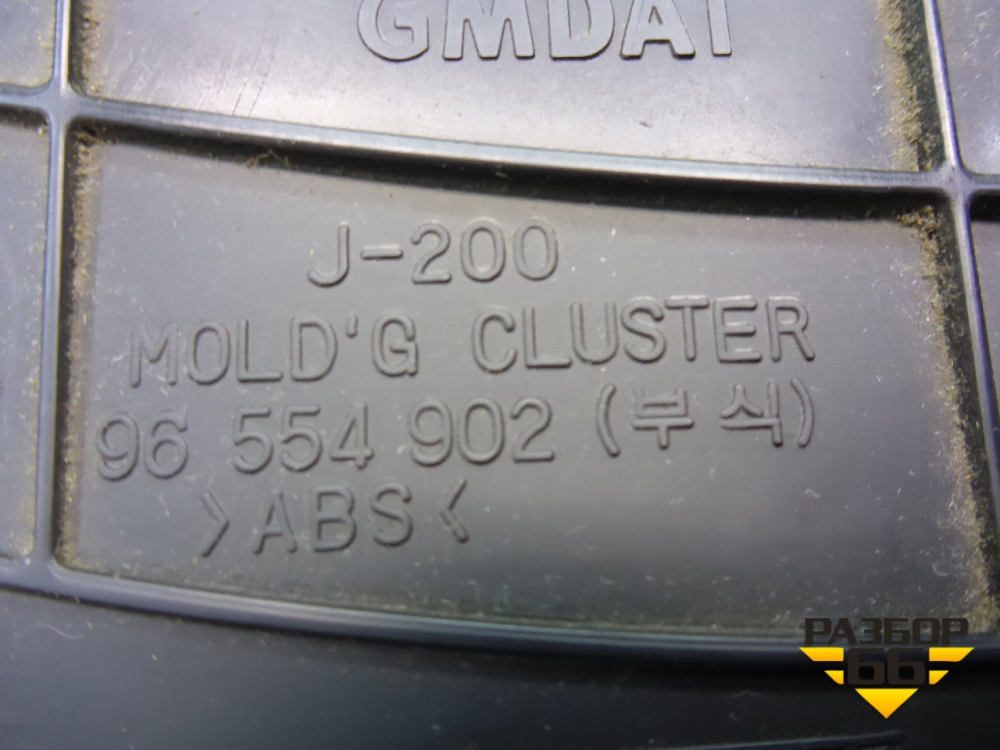 GMDAT
J-200
MOLD'G CLUSTER
96 554 902 (부식)
>ABS<
РАЗБОР
66